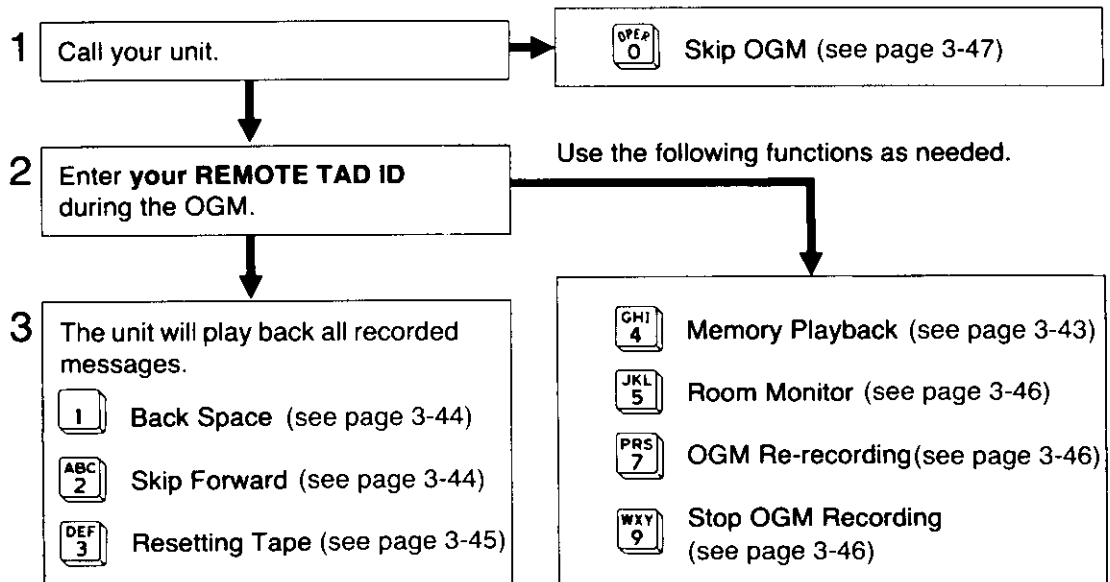 1 Call your unit.
OPER 0 Skip OGM (see page 3-47)
2 Enter your REMOTE TAD ID
during the OGM.
Use the following functions as needed.
3 The unit will play back all recorded
messages.
1 Back Space (see page 3-44)
ABC 2 Skip Forward (see page 3-44)
DEF 3 Resetting Tape (see page 3-45)
GHI 4 Memory Playback (see page 3-43)
JKL 5 Room Monitor (see page 3-46)
PRS 7 OGM Re-recording(see page 3-46)
WXY 9 Stop OGM Recording
(see page 3-46)